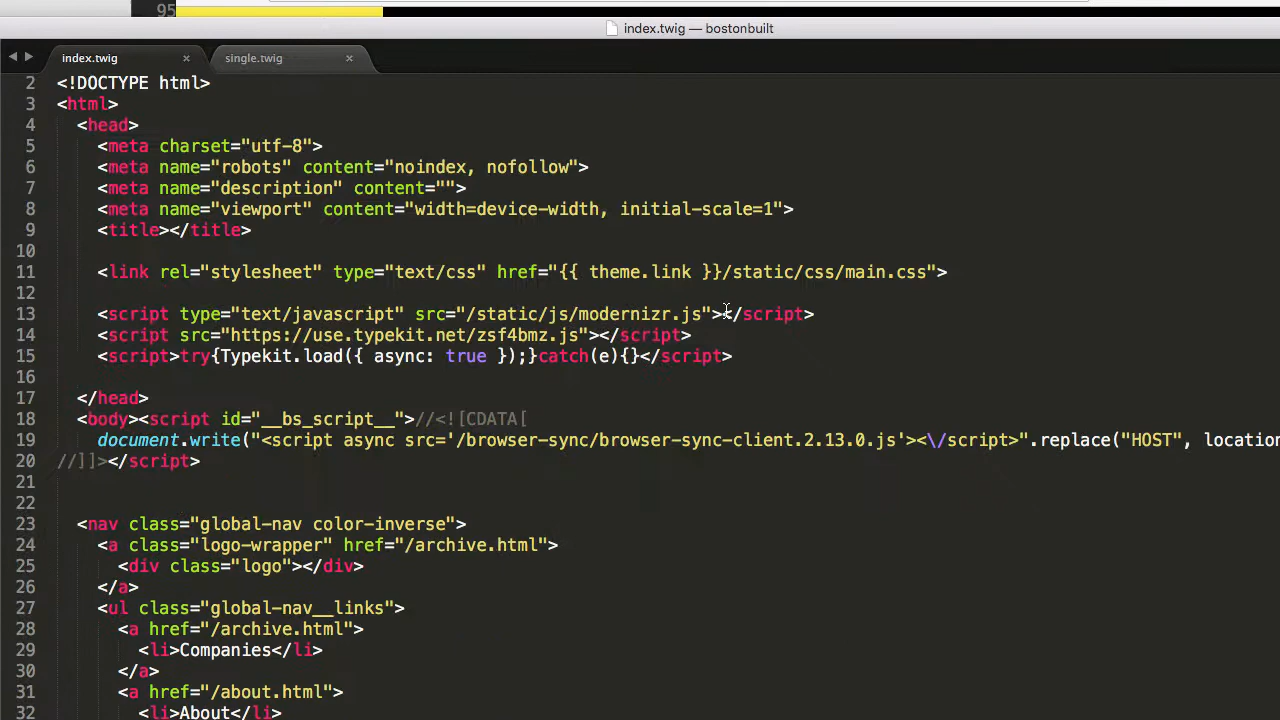 95
index.twig — bostonbuilt
index.twig × single.twig ×
2 <!DOCTYPE html>
3 <html>
4 <head>
5 <meta charset="utf-8">
6 <meta name="robots" content="noindex, nofollow">
7 <meta name="description" content="">
8 <meta name="viewport" content="width=device-width, initial-scale=1">
9 <title></title>
10
11 <link rel="stylesheet" type="text/css" href="{{ theme.link }}/static/css/main.css">
12
13 <script type="text/javascript" src="/static/js/modernizr.js"></script>
14 <script src="https://use.typekit.net/zsf4bmz.js"></script>
15 <script>try{Typekit.load({ async: true });}catch(e){}</script>
16
17 </head>
18 <body><script id="__bs_script__">//<![CDATA[
19 document.write("<script async src='/browser-sync/browser-sync-client.2.13.0.js'><\/script>".replace("HOST", location
20 //]]></script>
21
22
23 <nav class="global-nav color-inverse">
24 <a class="logo-wrapper" href="/archive.html">
25 <div class="logo"></div>
26 </a>
27 <ul class="global-nav__links">
28 <a href="/archive.html">
29 <li>Companies</li>
30 </a>
31 <a href="/about.html">
32 <li>About</li>